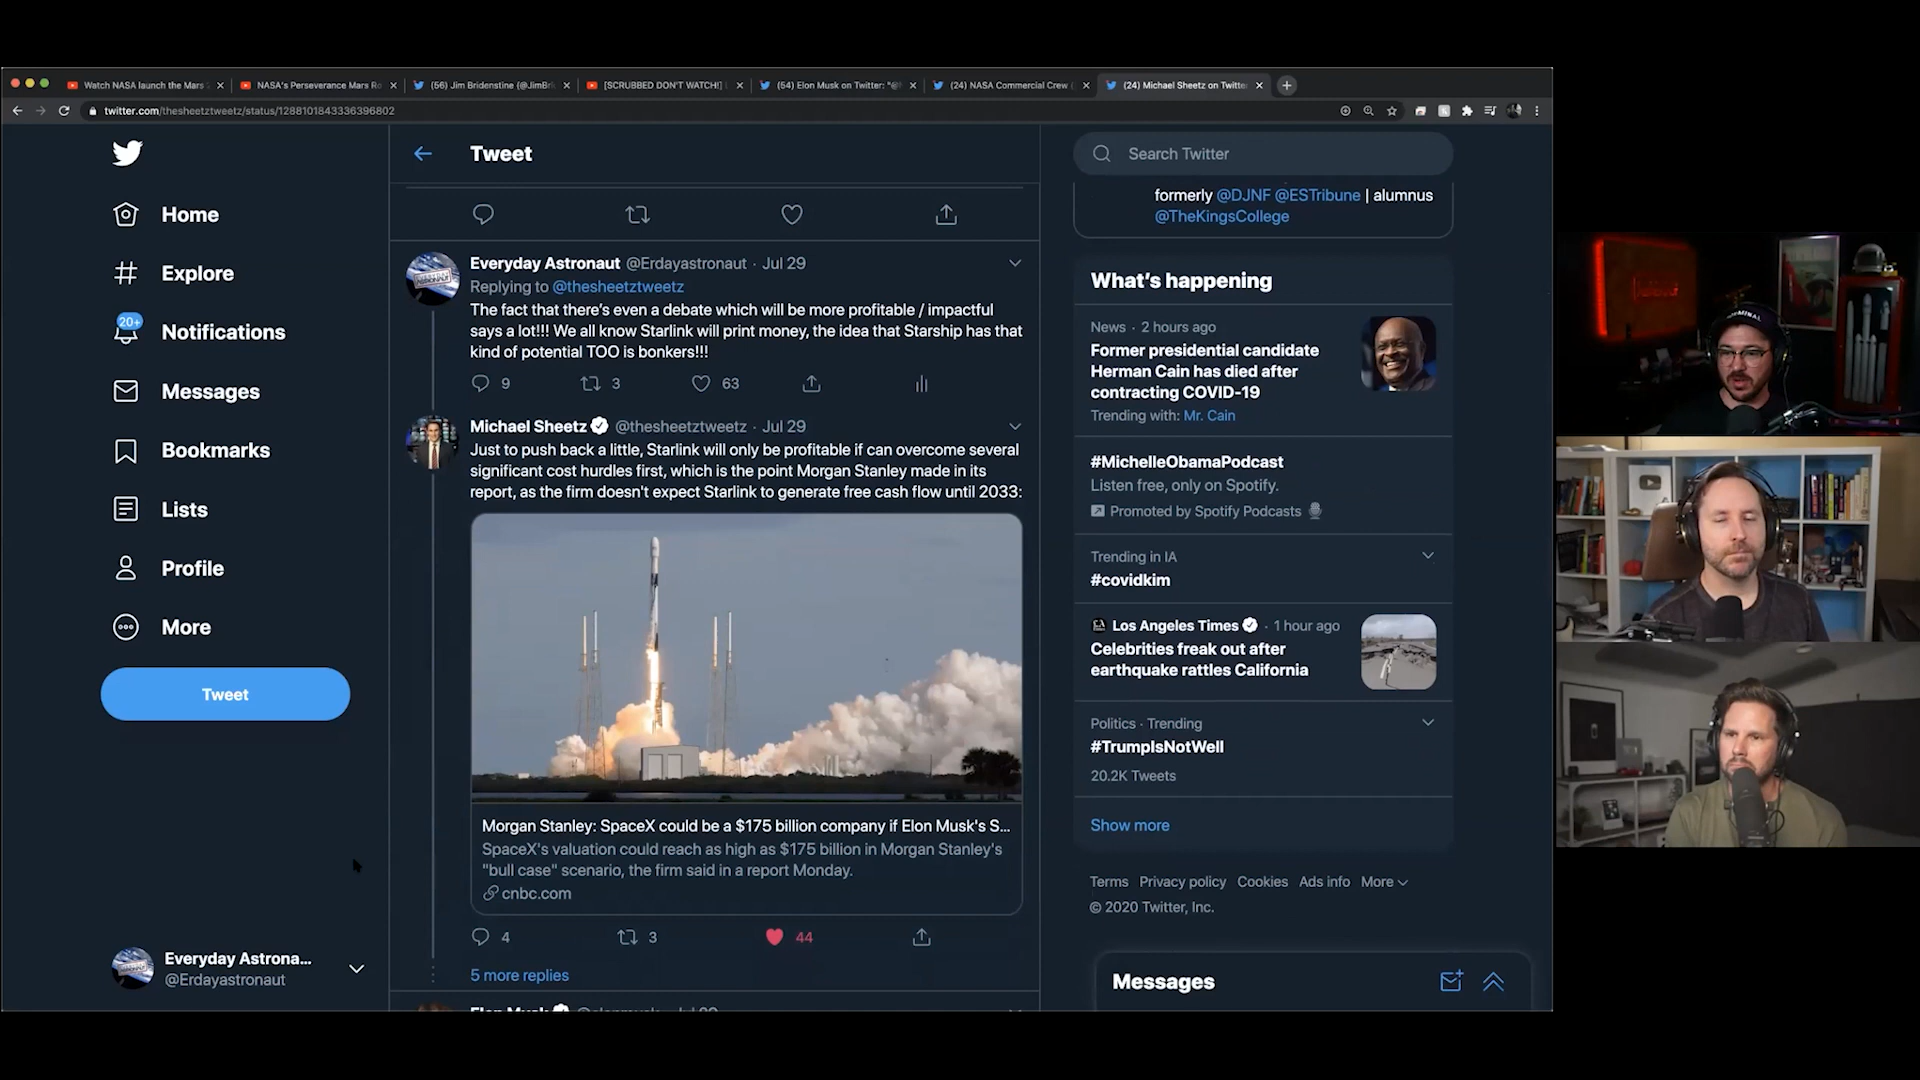 Watch NASA launch the Mars
NASA's Perseverance Mars Ro
(56) Jim Bridenstine (@JimBri
[SCRUBBED DON'T WATCH!]
(54) Elon Musk on Twitter: "@
(24) NASA Commercial Crew
(24) Michael Sheetz on Twitte
twitter.com/thesheetztweetz/status/1288101843336396802
Home
Explore
20+
Notifications
Messages
Bookmarks
Lists
Profile
More
Tweet
Everyday Astrona...
@Erdayastronaut
Tweet
Everyday Astronaut @Erdayastronaut · Jul 29
Replying to @thesheetztweetz
The fact that there's even a debate which will be more profitable / impactful
says a lot!!! We all know Starlink will print money, the idea that Starship has that
kind of potential TOO is bonkers!!!
9 3 63
Michael Sheetz @thesheetztweetz · Jul 29
Just to push back a little, Starlink will only be profitable if can overcome several
significant cost hurdles first, which is the point Morgan Stanley made in its
report, as the firm doesn't expect Starlink to generate free cash flow until 2033:
Morgan Stanley: SpaceX could be a $175 billion company if Elon Musk's S...
SpaceX's valuation could reach as high as $175 billion in Morgan Stanley's
"bull case" scenario, the firm said in a report Monday.
cnbc.com
4 3 44
5 more replies
Elon Musk @elonmusk · Jul 29
Search Twitter
formerly @DJNF @ESTribune | alumnus
@TheKingsCollege
What's happening
News · 2 hours ago
Former presidential candidate
Herman Cain has died after
contracting COVID-19
Trending with: Mr. Cain
#MichelleObamaPodcast
Listen free, only on Spotify.
Promoted by Spotify Podcasts
Trending in IA
#covidkim
Los Angeles Times · 1 hour ago
Celebrities freak out after
earthquake rattles California
Politics · Trending
#TrumpIsNotWell
20.2K Tweets
Show more
Terms Privacy policy Cookies Ads info More
© 2020 Twitter, Inc.
Messages